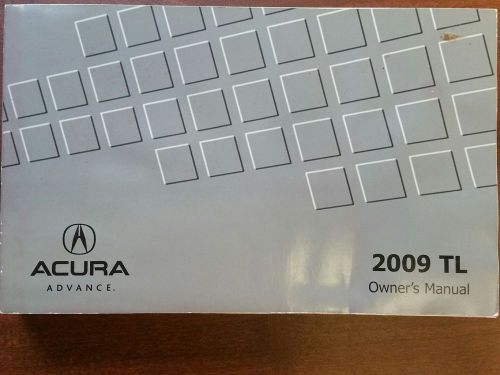 ACURA
ADVANCE.
2009 TL
Owner's Manual